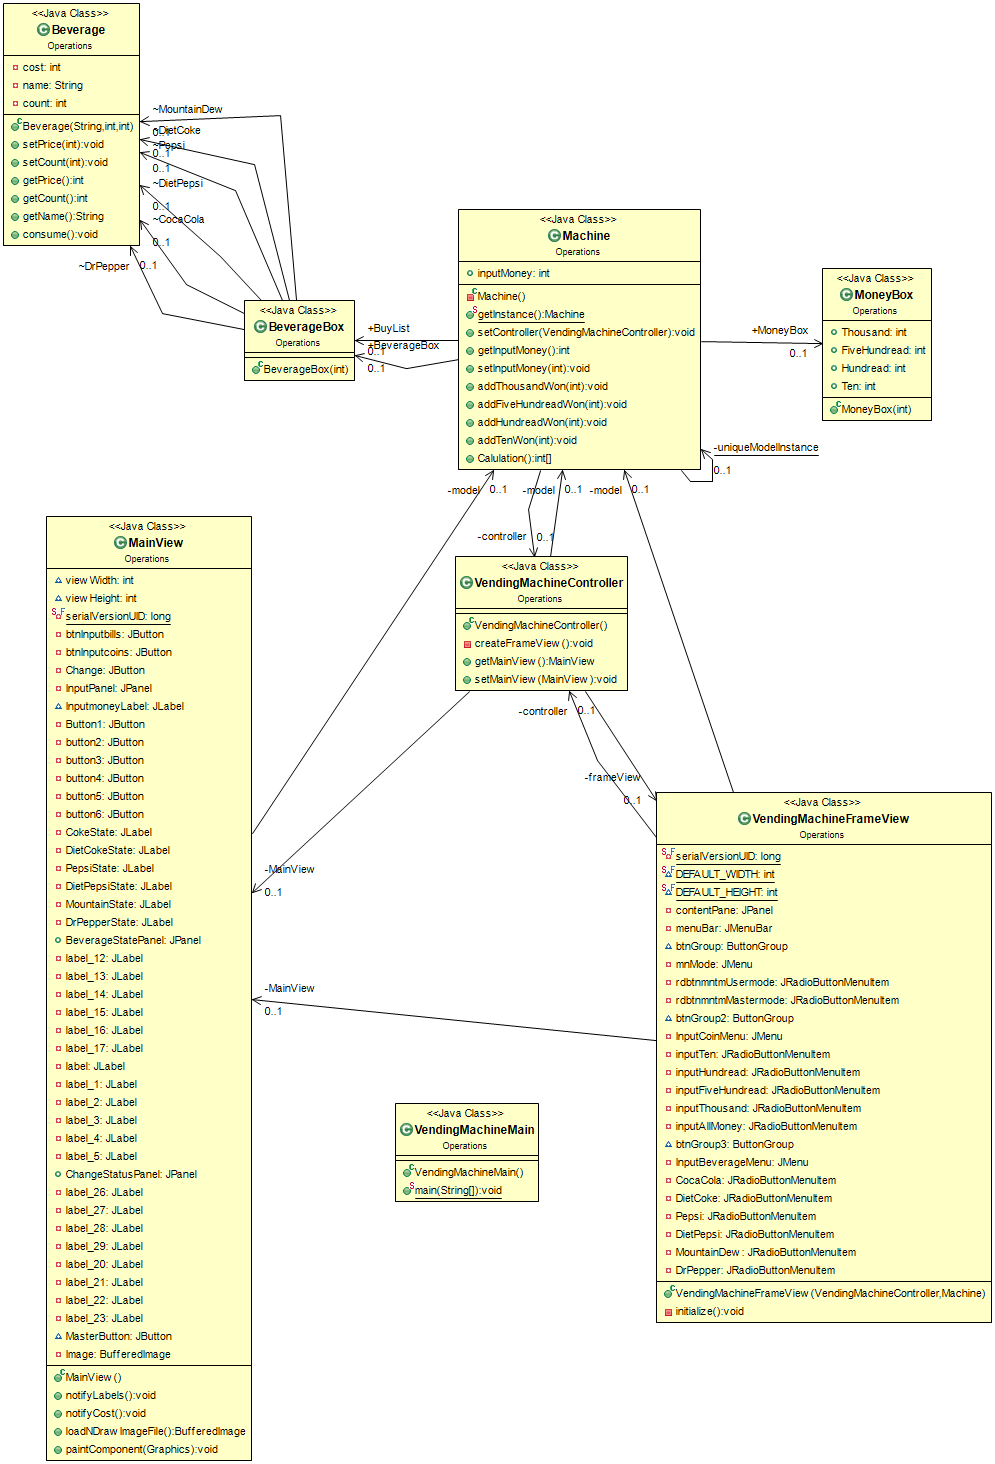 <<Java Class>>
Beverage
Operations
cost: int
name: String
count: int
Beverage(String,int,int)
setPrice(int):void
setCount(int):void
getPrice():int
getCount():int
getName():String
consume():void
~MountainDew
0..1
~DietCoke
0..1
~Pepsi
0..1
~DietPepsi
0..1
~CocaCola
0..1
~DrPepper
0..1
<<Java Class>>
BeverageBox
Operations
BeverageBox(int)
+BuyList
0..1
+BeverageBox
0..1
<<Java Class>>
Machine
Operations
inputMoney: int
Machine()
getInstance():Machine
setController(VendingMachineController):void
getInputMoney():int
setInputMoney(int):void
addThousandWon(int):void
addFiveHundreadWon(int):void
addHundreadWon(int):void
addTenWon(int):void
Calulation():int[]
+MoneyBox
0..1
<<Java Class>>
MoneyBox
Operations
Thousand: int
FiveHundread: int
Hundread: int
Ten: int
MoneyBox(int)
-uniqueModelInstance
0..1
-model
0..1
-model
0..1
-model
0..1
-controller
0..1
<<Java Class>>
VendingMachineController
Operations
VendingMachineController()
createFrameView():void
getMainView():MainView
setMainView(MainView):void
-controller
0..1
-frameView
0..1
-MainView
0..1
-MainView
0..1
<<Java Class>>
MainView
Operations
viewWidth: int
viewHeight: int
serialVersionUID: long
btnInputbills: JButton
btnInputcoins: JButton
Change: JButton
InputPanel: JPanel
InputmoneyLabel: JLabel
Button1: JButton
button2: JButton
button3: JButton
button4: JButton
button5: JButton
button6: JButton
CokeState: JLabel
DietCokeState: JLabel
PepsiState: JLabel
DietPepsiState: JLabel
MountainState: JLabel
DrPepperState: JLabel
BeverageStatePanel: JPanel
label_12: JLabel
label_13: JLabel
label_14: JLabel
label_15: JLabel
label_16: JLabel
label_17: JLabel
label: JLabel
label_1: JLabel
label_2: JLabel
label_3: JLabel
label_4: JLabel
label_5: JLabel
ChangeStatusPanel: JPanel
label_26: JLabel
label_27: JLabel
label_28: JLabel
label_29: JLabel
label_20: JLabel
label_21: JLabel
label_22: JLabel
label_23: JLabel
MasterButton: JButton
Image: BufferedImage
MainView()
notifyLabels():void
notifyCost():void
loadNDrawImageFile():BufferedImage
paintComponent(Graphics):void
<<Java Class>>
VendingMachineMain
Operations
VendingMachineMain()
main(String[]):void
<<Java Class>>
VendingMachineFrameView
Operations
serialVersionUID: long
DEFAULT_WIDTH: int
DEFAULT_HEIGHT: int
contentPane: JPanel
menuBar: JMenuBar
btnGroup: ButtonGroup
mnMode: JMenu
rdbtnmntmUsermode: JRadioButtonMenuItem
rdbtnmntmMastermode: JRadioButtonMenuItem
btnGroup2: ButtonGroup
InputCoinMenu: JMenu
inputTen: JRadioButtonMenuItem
inputHundread: JRadioButtonMenuItem
inputFiveHundread: JRadioButtonMenuItem
inputThousand: JRadioButtonMenuItem
inputAllMoney: JRadioButtonMenuItem
btnGroup3: ButtonGroup
InputBeverageMenu: JMenu
CocaCola: JRadioButtonMenuItem
DietCoke: JRadioButtonMenuItem
Pepsi: JRadioButtonMenuItem
DietPepsi: JRadioButtonMenuItem
MountainDew: JRadioButtonMenuItem
DrPepper: JRadioButtonMenuItem
VendingMachineFrameView(VendingMachineController,Machine)
initialize():void